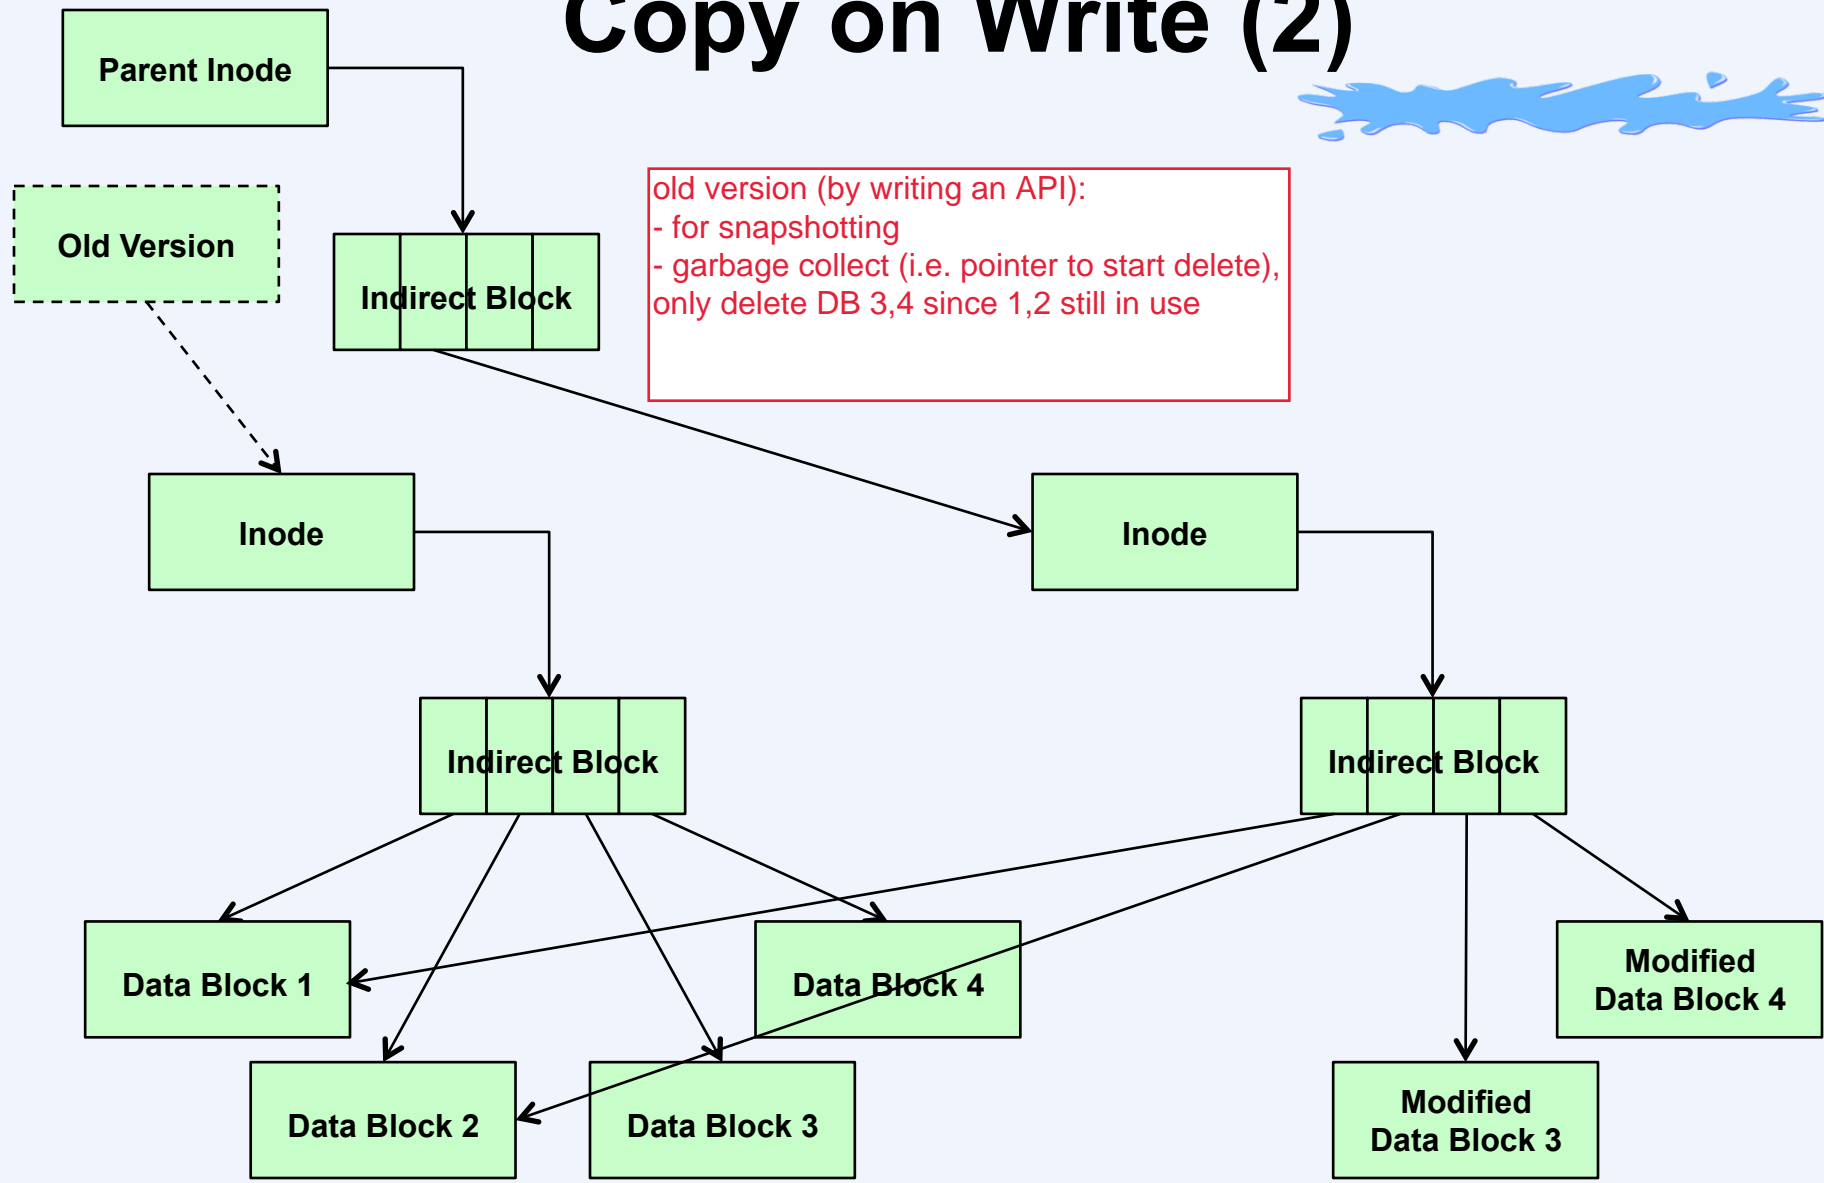 Copy on Write (2)
Parent Inode
old version (by writing an API):
- for snapshotting
- garbage collect (i.e. pointer to start delete),
only delete DB 3,4 since 1,2 still in use
Old Version
Indirect Block
Inode
Inode
Indirect Block
Indirect Block
Data Block 1
Data Block 4
Modified
Data Block 4
Data Block 2
Data Block 3
Modified
Data Block 3